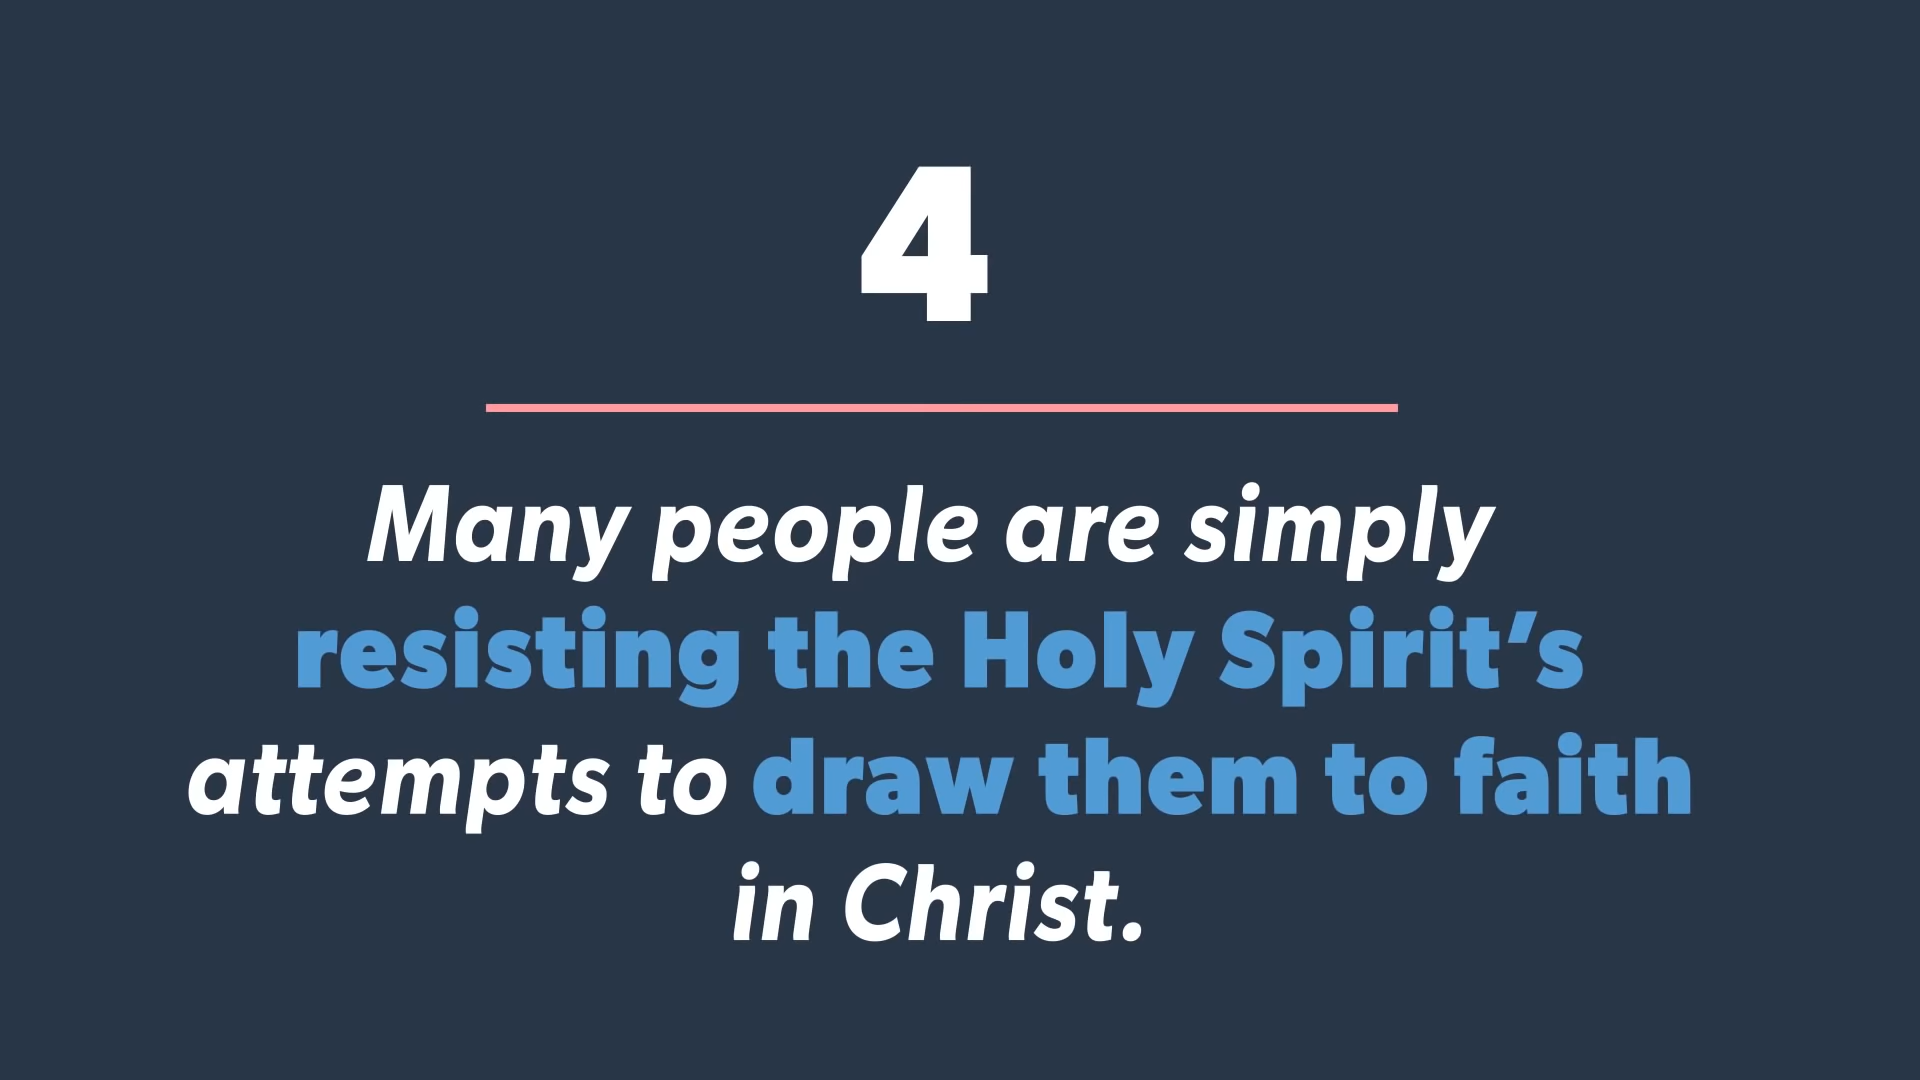 4
Many people are simply
resisting the Holy Spirit’s
attempts to draw them to faith
in Christ.